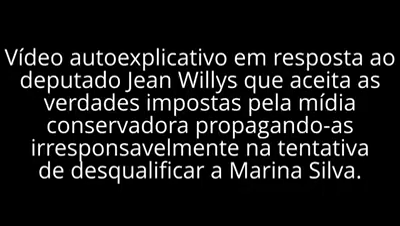 Vídeo autoexplicativo em resposta ao
deputado Jean Willys que aceita as
verdades impostas pela mídia
conservadora propagando-as
irresponsavelmente na tentativa
de desqualificar a Marina Silva.